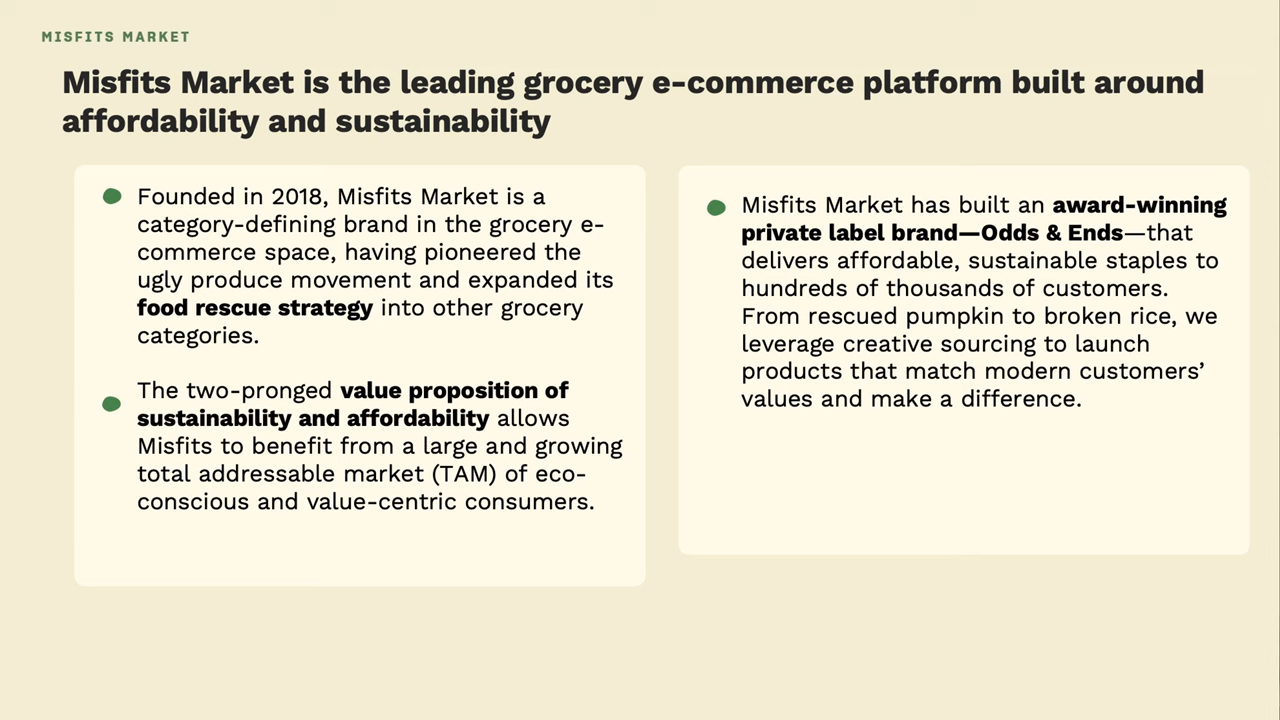 MISFITS MARKET
Misfits Market is the leading grocery e-commerce platform built around
affordability and sustainability
Founded in 2018, Misfits Market is a
category-defining brand in the grocery e-
commerce space, having pioneered the
ugly produce movement and expanded its
food rescue strategy into other grocery
categories.
The two-pronged value proposition of
sustainability and affordability allows
Misfits to benefit from a large and growing
total addressable market (TAM) of eco-
conscious and value-centric consumers.
Misfits Market has built an award-winning
private label brand—Odds & Ends—that
delivers affordable, sustainable staples to
hundreds of thousands of customers.
From rescued pumpkin to broken rice, we
leverage creative sourcing to launch
products that match modern customers’
values and make a difference.